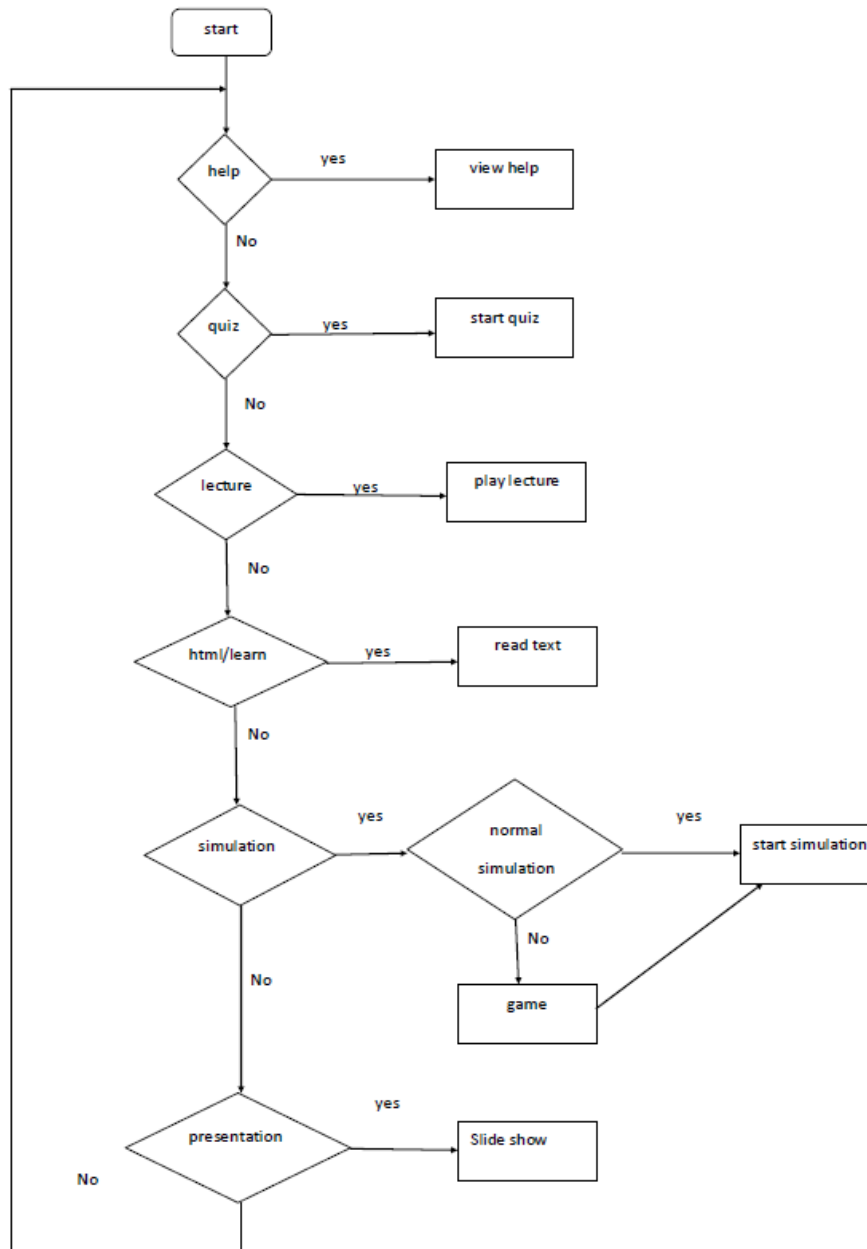 start
help
yes
view help
No
quiz
yes
start quiz
No
lecture
yes
play lecture
No
html/learn
yes
read text
No
simulation
yes
normal
simulation
yes
start simulation
No
No
game
presentation
yes
Slide show
No